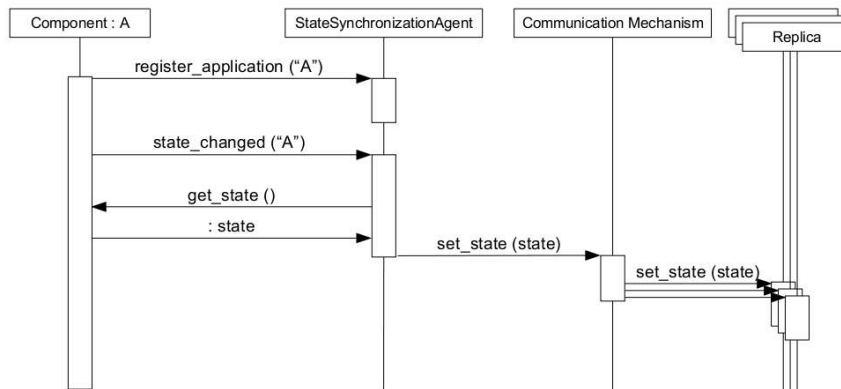 Component : A
StateSynchronizationAgent
Communication Mechanism
Replica
register_application (“A”)
state_changed (“A”)
get_state ()
: state
set_state (state)
set_state (state)